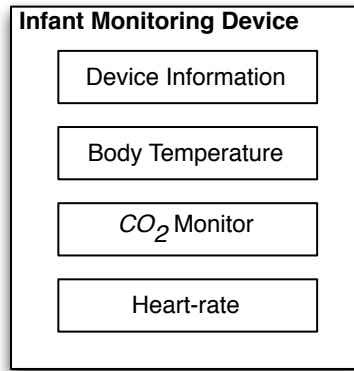 Infant Monitoring Device
Device Information
Body Temperature
CO₂ Monitor
Heart-rate